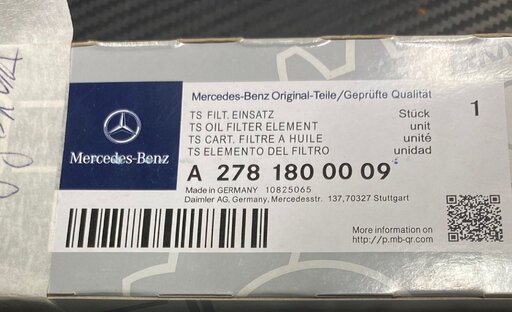 Mercedes-Benz
Mercedes-Benz Original-Teile/Geprüfte Qualität
TS FILT. EINSATZ Stück 1
TS OIL FILTER ELEMENT unit
TS CART. FILTRE A HUILE unité
TS ELEMENTO DEL FILTRO unidad
A 278 180 00 09
Made in GERMANY 10825065
Daimler AG, Germany, Mercedesstr. 137,70327 Stuttgart
More information on
http://p.mb-qr.com